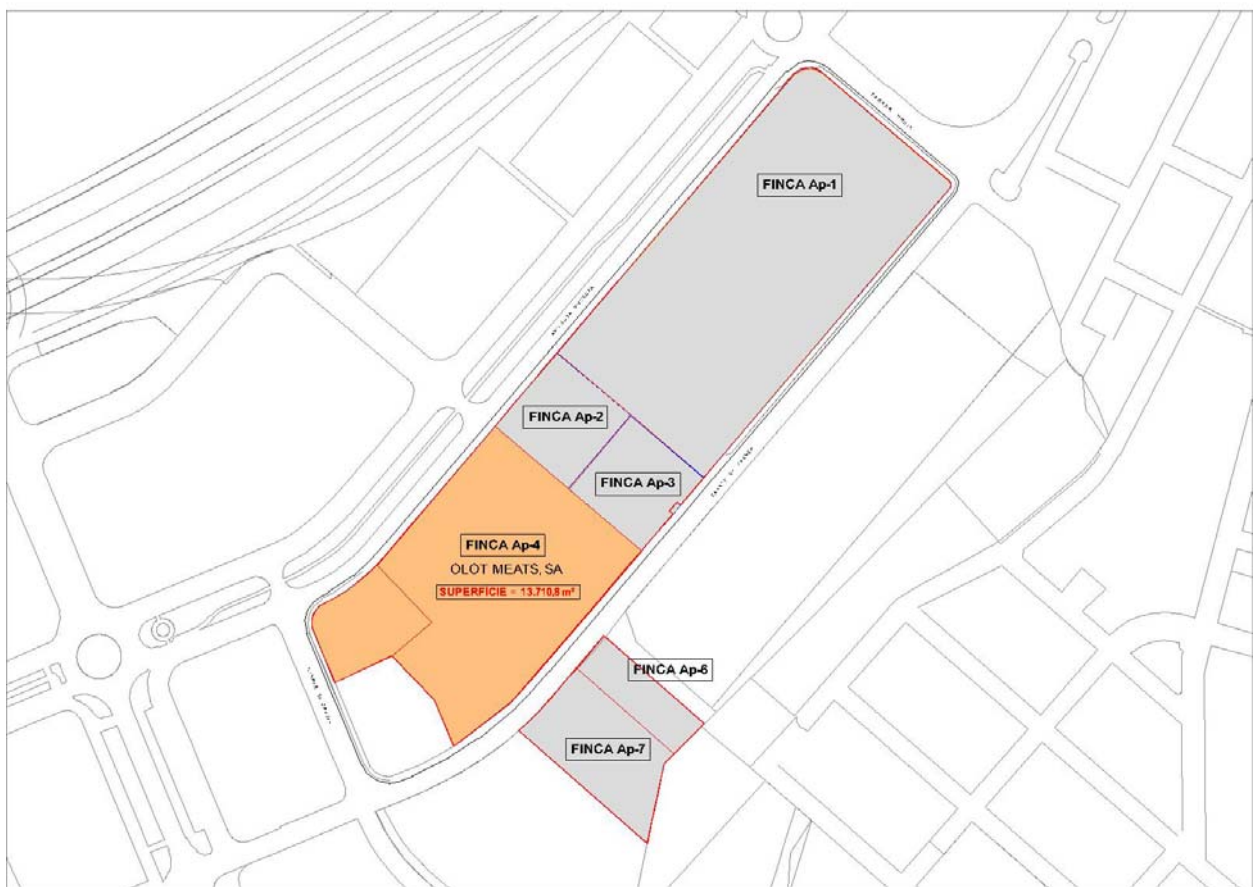 FINCA Ap-1
FINCA Ap-2
FINCA Ap-3
FINCA Ap-4
OLOT MEATS, SA
SUPERFÍCIE = 13.710,8 m²
FINCA Ap-6
FINCA Ap-7